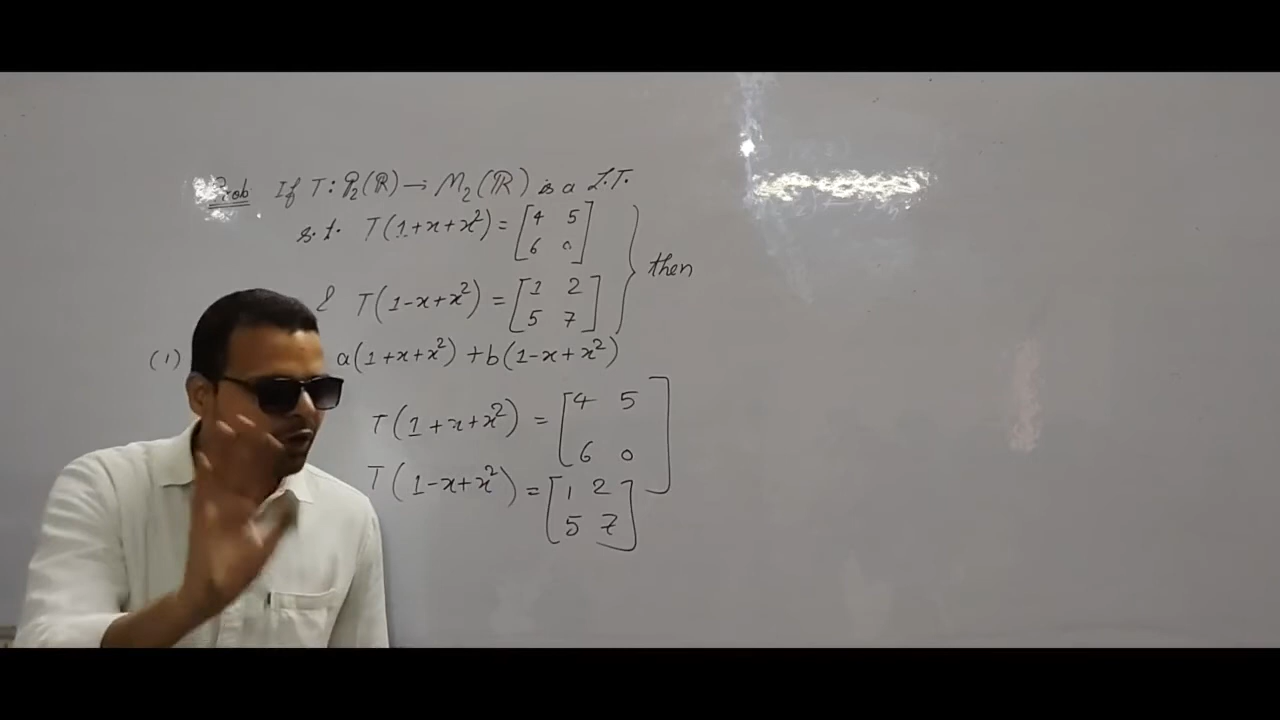 Prob If T: P₂(ℝ) → M₂(ℝ) is a L.T.
s.t. T(1+x+x²) = [4 5
6 0] } then
& T(1-x+x²) = [1 2
5 7]
(1) a(1+x+x²) + b(1-x+x²)
T(1+x+x²) = [4 5
6 0]
T(1-x+x²) = [1 2
5 7]